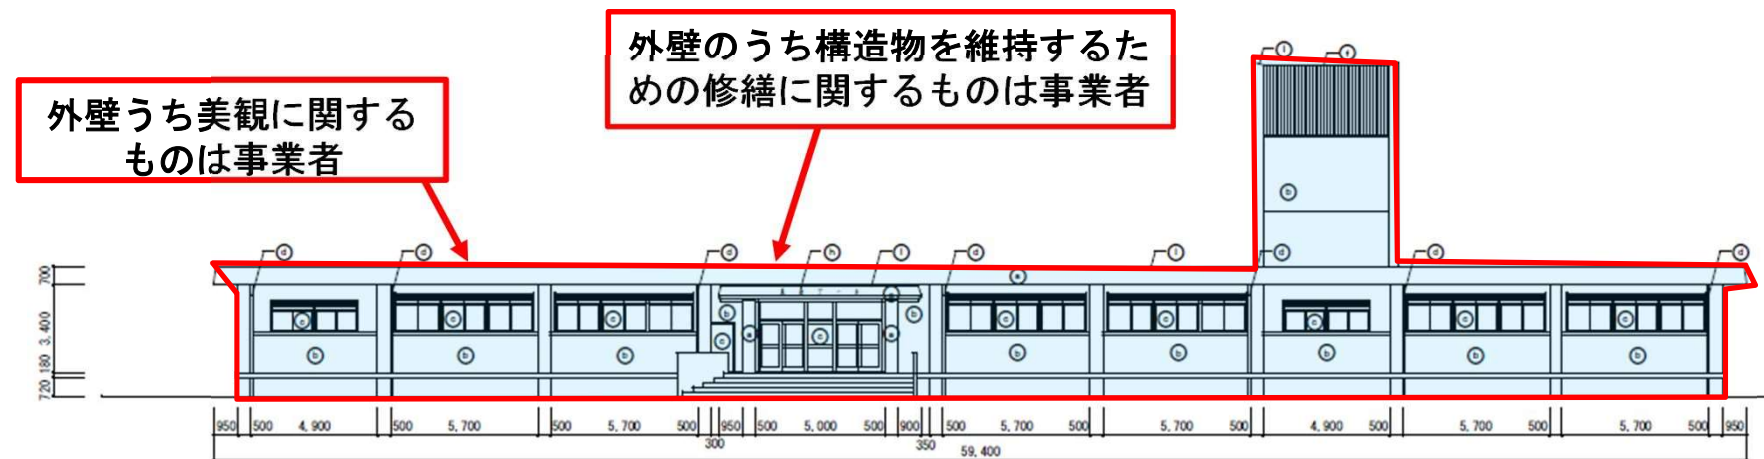 外壁のうち構造物を維持するた
めの修繕に関するものは事業者
外壁うち美観に関する
ものは事業者
l f
b
d d d h l d l d d d
a
c c c c c c c c
b b b b b b b b b
700
3,400
180
720
950 500 4,900 500 5,700 500 5,700 500 950 500 5,000 500 900 500 5,700 500 5,700 500 4,900 500 5,700 500 5,700 500 950
300 350
59,400